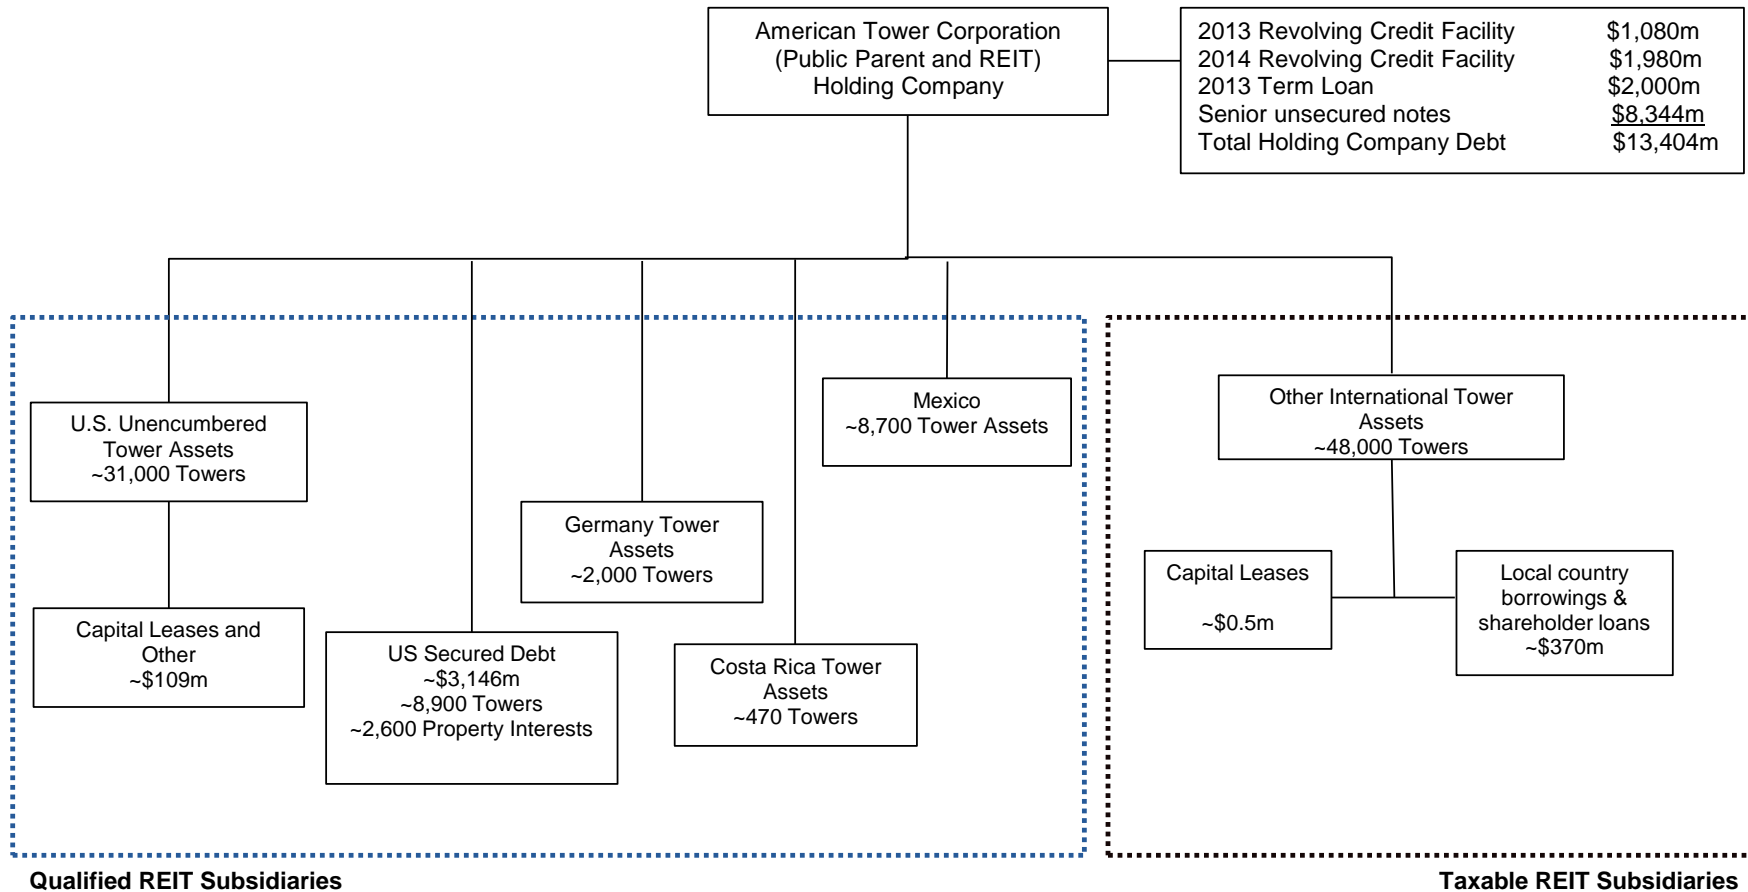 American Tower Corporation
(Public Parent and REIT)
Holding Company
2013 Revolving Credit Facility $1,080m
2014 Revolving Credit Facility $1,980m
2013 Term Loan $2,000m
Senior unsecured notes $8,344m
Total Holding Company Debt $13,404m
U.S. Unencumbered
Tower Assets
~31,000 Towers
Capital Leases and
Other
~$109m
US Secured Debt
~$3,146m
~8,900 Towers
~2,600 Property Interests
Germany Tower
Assets
~2,000 Towers
Costa Rica Tower
Assets
~470 Towers
Mexico
~8,700 Tower Assets
Other International Tower
Assets
~48,000 Towers
Capital Leases
~$0.5m
Local country
borrowings &
shareholder loans
~$370m
Qualified REIT Subsidiaries
Taxable REIT Subsidiaries